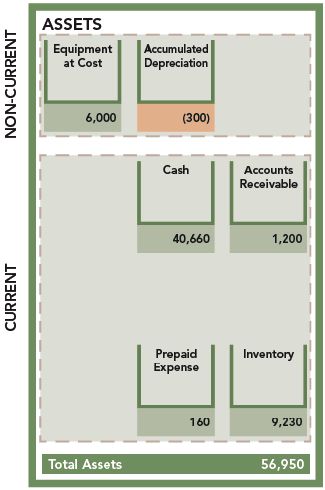 ASSETS
NON-CURRENT
Equipment
at Cost
6,000
Accumulated
Depreciation
(300)
CURRENT
Cash
40,660
Accounts
Receivable
1,200
Prepaid
Expense
160
Inventory
9,230
Total Assets 56,950